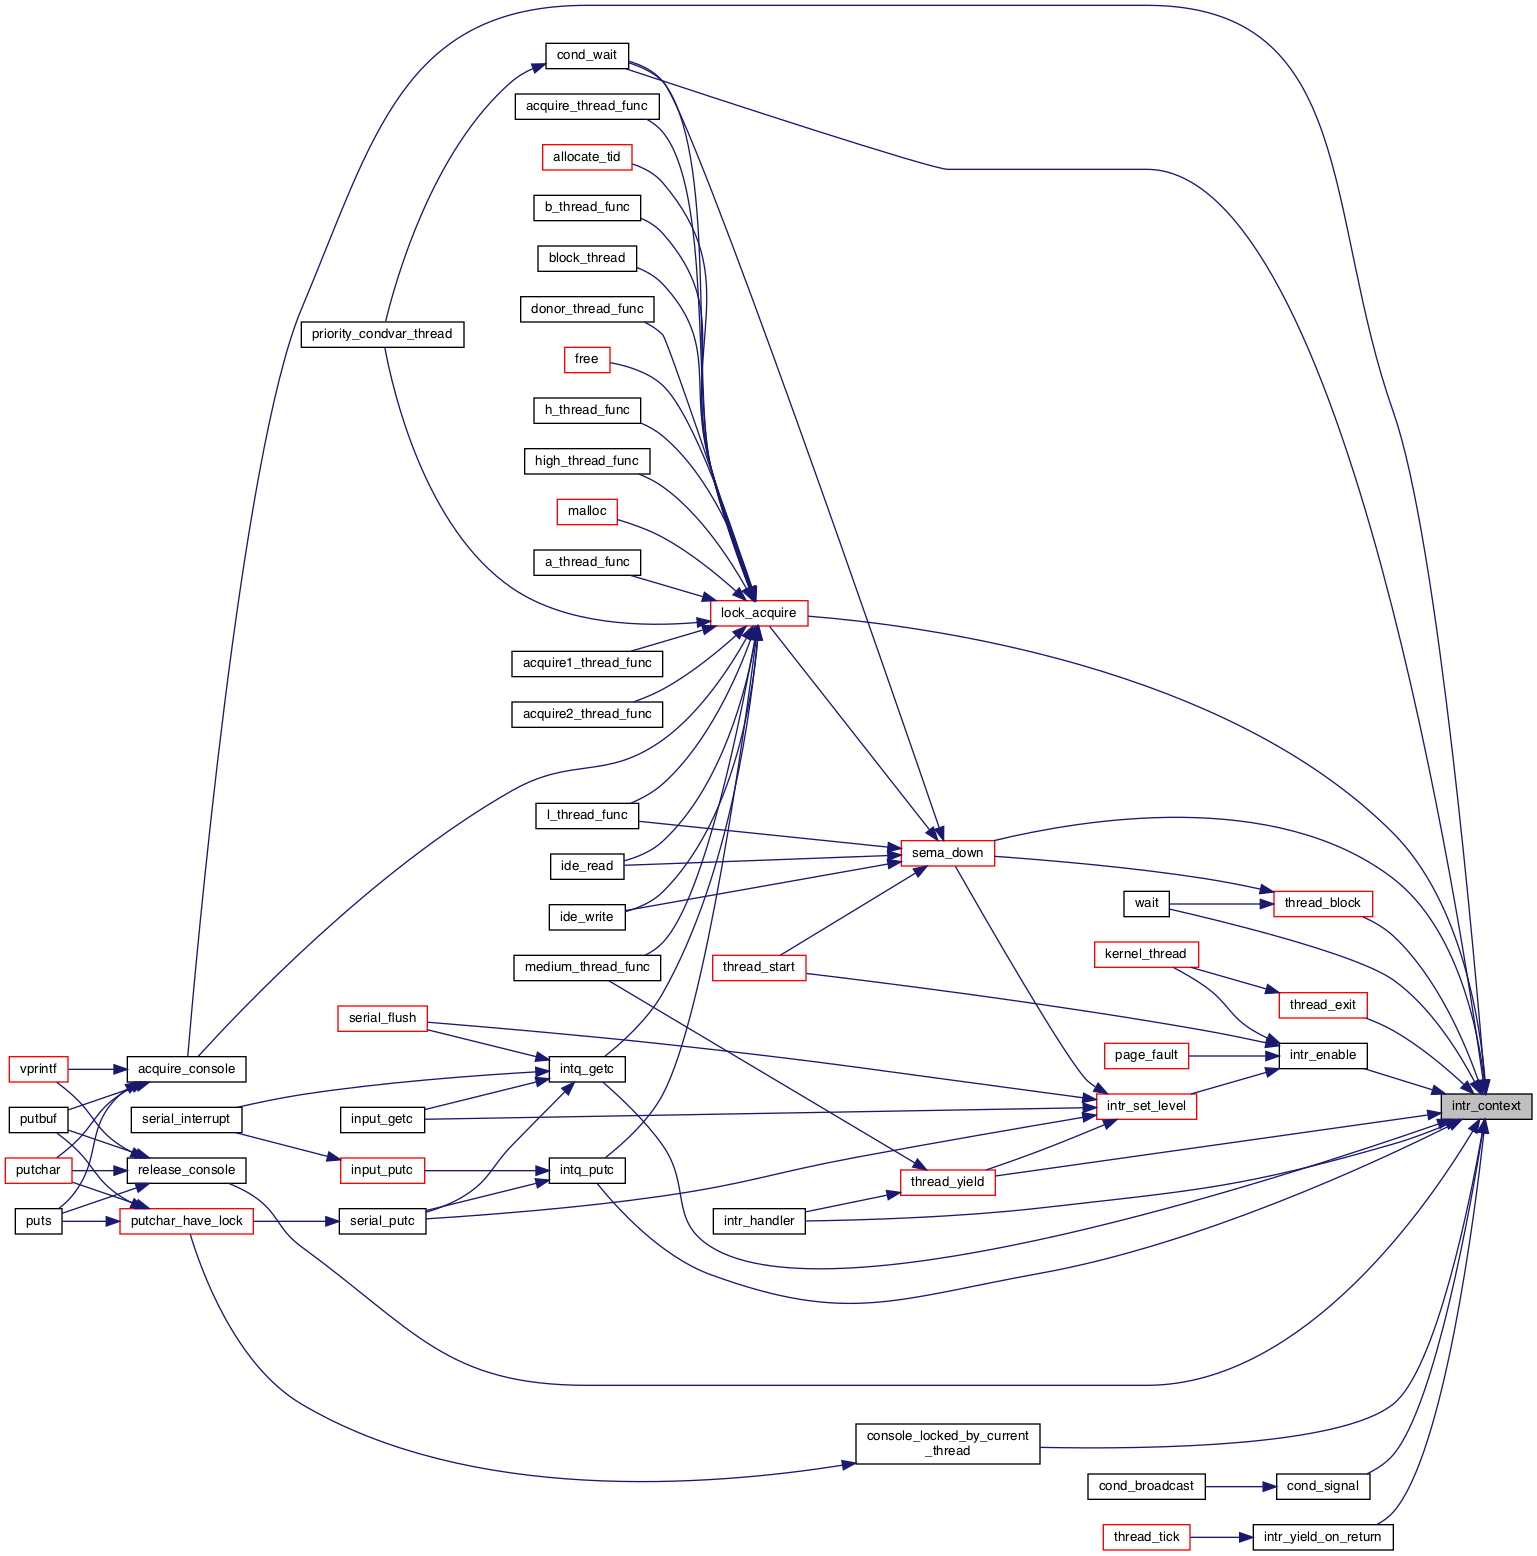 cond_wait
acquire_thread_func
allocate_tid
b_thread_func
block_thread
donor_thread_func
priority_condvar_thread
free
h_thread_func
high_thread_func
malloc
a_thread_func
lock_acquire
acquire1_thread_func
acquire2_thread_func
l_thread_func
sema_down
ide_read
thread_block
wait
ide_write
kernel_thread
medium_thread_func
thread_start
thread_exit
serial_flush
page_fault
intr_enable
vprintf
acquire_console
intq_getc
intr_set_level
intr_context
putbuf
serial_interrupt
input_getc
putchar
release_console
input_putc
intq_putc
thread_yield
puts
putchar_have_lock
serial_putc
intr_handler
console_locked_by_current
_thread
cond_broadcast
cond_signal
thread_tick
intr_yield_on_return